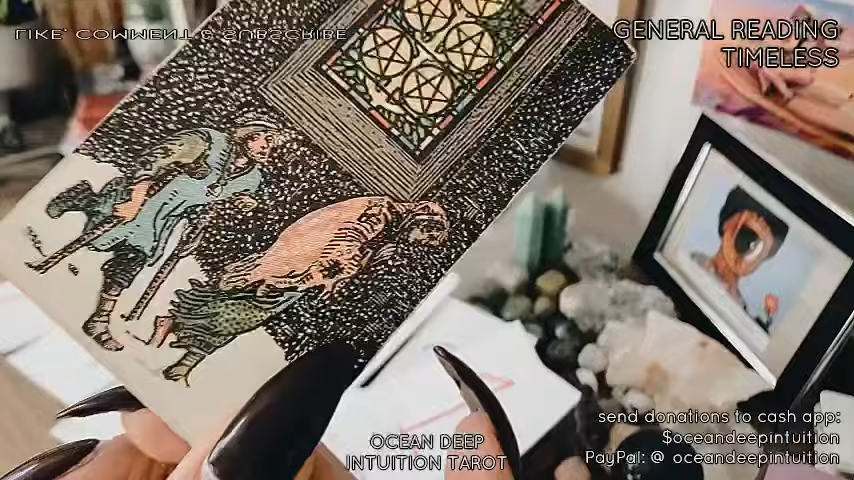 LIKE, COMMENT & SUBSCRIBE
GENERAL READING
TIMELESS
send donations to cash app:
$oceandeepintuition
PayPal: @ oceandeepintuition
OCEAN DEEP
INTUITION TAROT